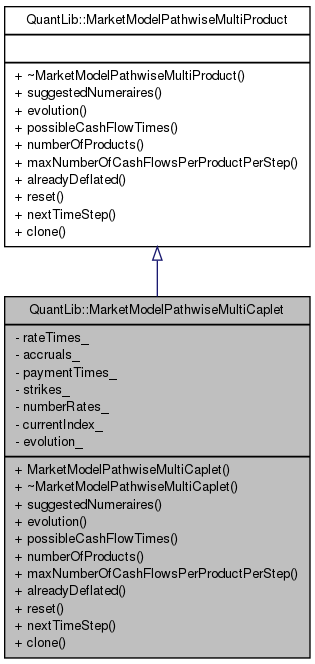 QuantLib::MarketModelPathwiseMultiProduct
+ ~MarketModelPathwiseMultiProduct()
+ suggestedNumeraires()
+ evolution()
+ possibleCashFlowTimes()
+ numberOfProducts()
+ maxNumberOfCashFlowsPerProductPerStep()
+ alreadyDeflated()
+ reset()
+ nextTimeStep()
+ clone()
QuantLib::MarketModelPathwiseMultiCaplet
- rateTimes_
- accruals_
- paymentTimes_
- strikes_
- numberRates_
- currentIndex_
- evolution_
+ MarketModelPathwiseMultiCaplet()
+ ~MarketModelPathwiseMultiCaplet()
+ suggestedNumeraires()
+ evolution()
+ possibleCashFlowTimes()
+ numberOfProducts()
+ maxNumberOfCashFlowsPerProductPerStep()
+ alreadyDeflated()
+ reset()
+ nextTimeStep()
+ clone()